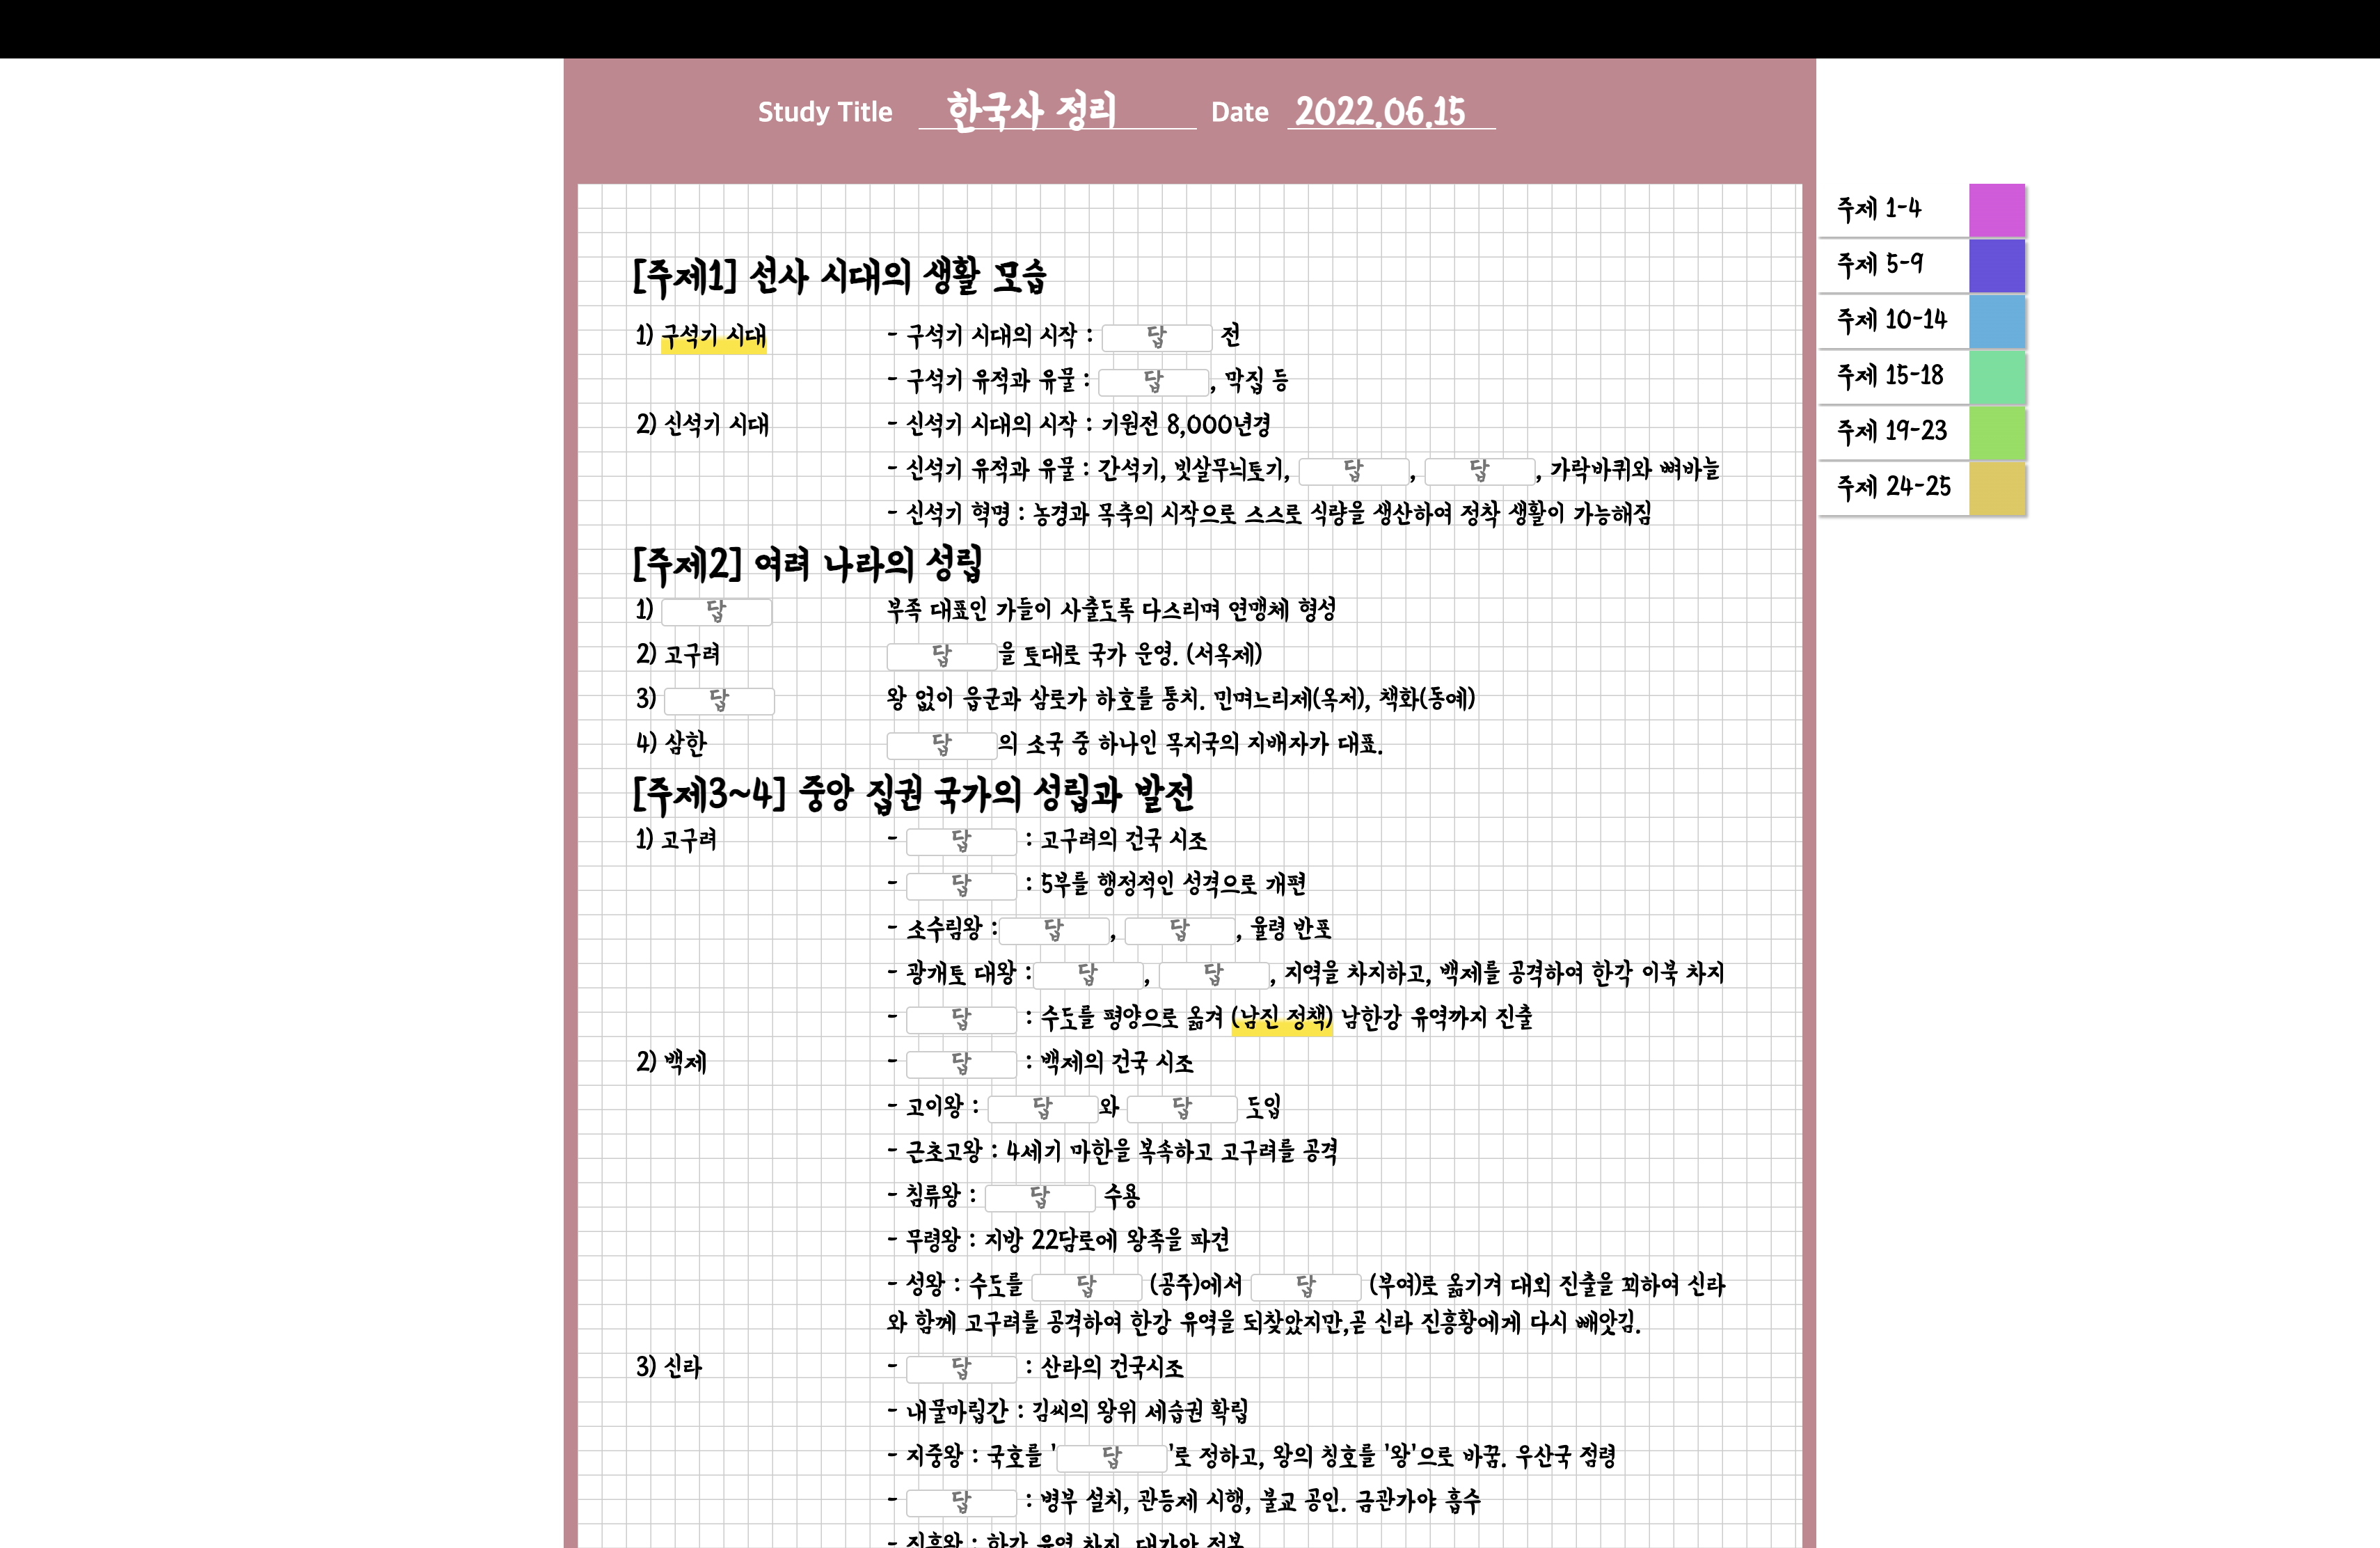 Study Title 한국사 정리 Date 2022.06.15
주제 1-4
주제 5-9
주제 10-14
주제 15-18
주제 19-23
주제 24-25
[주제1] 선사 시대의 생활 모습
1) 구석기 시대 - 구석기 시대의 시작 : 답 전
- 구석기 유적과 유물 : 답, 막집 등
2) 신석기 시대 - 신석기 시대의 시작 : 기원전 8,000년경
- 신석기 유적과 유물 : 간석기, 빗살무늬토기, 답, 답, 가락바퀴와 뼈바늘
- 신석기 혁명 : 농경과 목축의 시작으로 스스로 식량을 생산하여 정착 생활이 가능해짐
[주제2] 여려 나라의 성립
1) 답 부족 대표인 가들이 사출도록 다스리며 연맹체 형성
2) 고구려 답을 토대로 국가 운영. (서옥제)
3) 답 왕 없이 읍군과 삼로가 하호를 통치. 민며느리제(옥저), 책화(동예)
4) 삼한 답의 소국 중 하나인 목지국의 지배자가 대표.
[주제3~4] 중앙 집권 국가의 성립과 발전
1) 고구려 - 답 : 고구려의 건국 시조
- 답 : 5부를 행정적인 성격으로 개편
- 소수림왕 :답, 답, 율령 반포
- 광개토 대왕 :답, 답, 지역을 차지하고, 백제를 공격하여 한각 이북 차지
- 답 : 수도를 평양으로 옮겨 (남진 정책) 남한강 유역까지 진출
2) 백제 - 답 : 백제의 건국 시조
- 고이왕 : 답와 답 도입
- 근초고왕 : 4세기 마한을 복속하고 고구려를 공격
- 침류왕 : 답 수용
- 무령왕 : 지방 22담로에 왕족을 파견
- 성왕 : 수도를 답 (공주)에서 답 (부여)로 옮기겨 대외 진출을 꾀하여 신라
와 함께 고구려를 공격하여 한강 유역을 되찾았지만,곧 신라 진흥황에게 다시 빼앗김.
3) 신라 - 답 : 산라의 건국시조
- 내물마립간 : 김씨의 왕위 세습권 확립
- 지중왕 : 국호를 '답'로 정하고, 왕의 칭호를 '왕'으로 바꿈. 우산국 점령
- 답 : 병부 설치, 관등제 시행, 불교 공인. 금관가야 흡수
- 진흥왕 : 한강 유역 차지, 대가야 정복